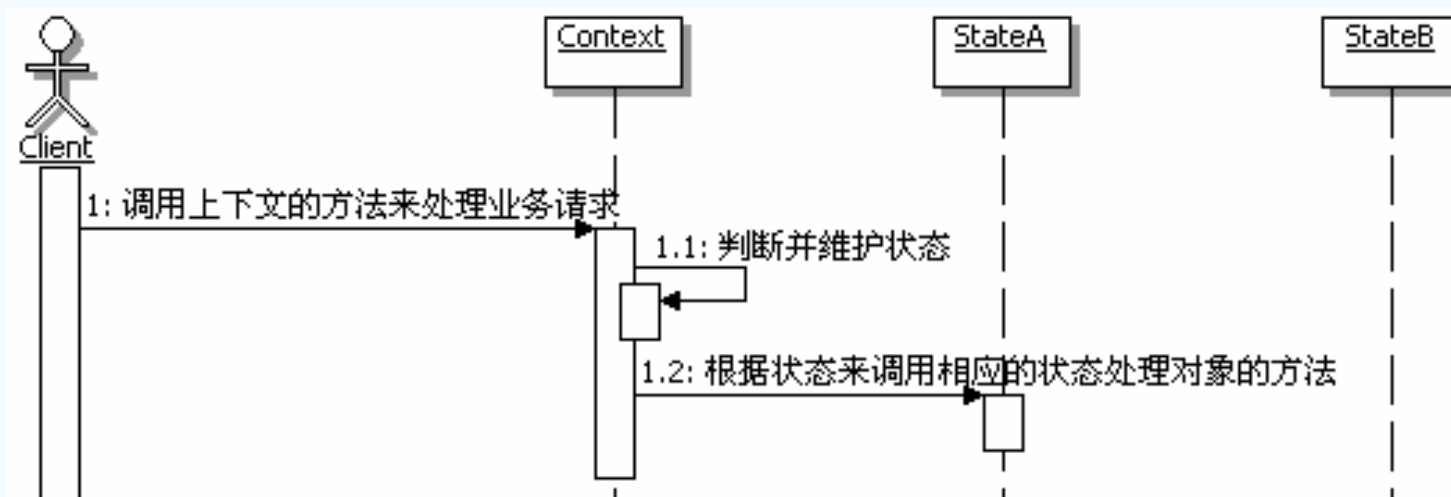 Context
StateA
StateB
Client
1: 调用上下文的方法来处理业务请求
1.1: 判断并维护状态
1.2: 根据状态来调用相应的状态处理对象的方法